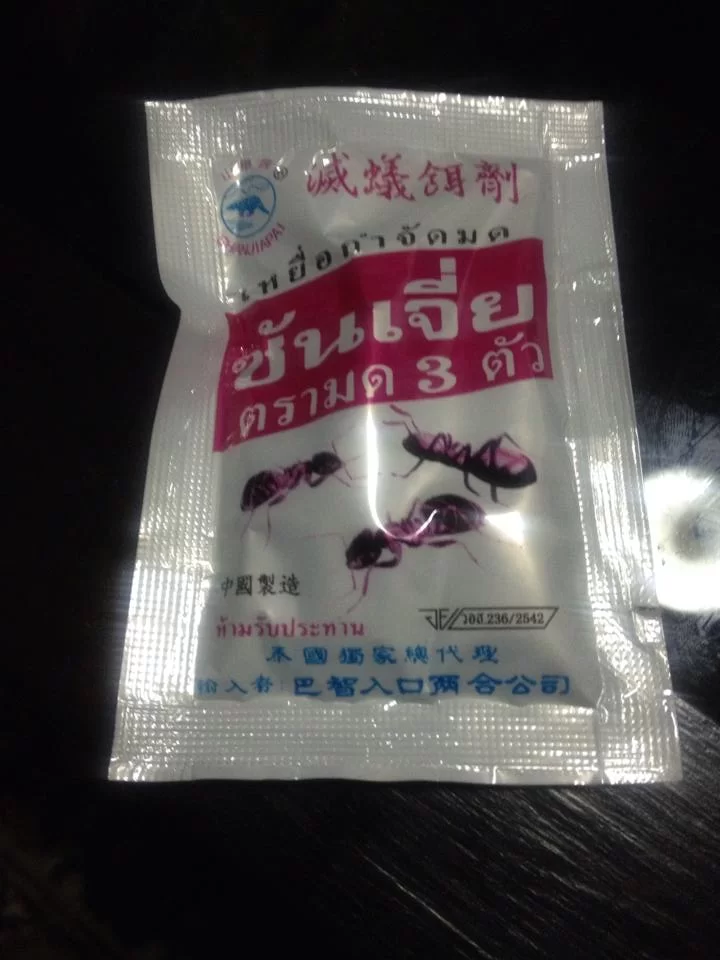 滅蟻餌劑
®
SHANJIAPAI
เหยื่อกำจัดมด
ซันเจี่ย
ตรามด 3 ตัว
中國製造
ห้ามรับประทาน
วอส.236/2542
泰國獨家總代理
輸入者：巴智入口兩合公司